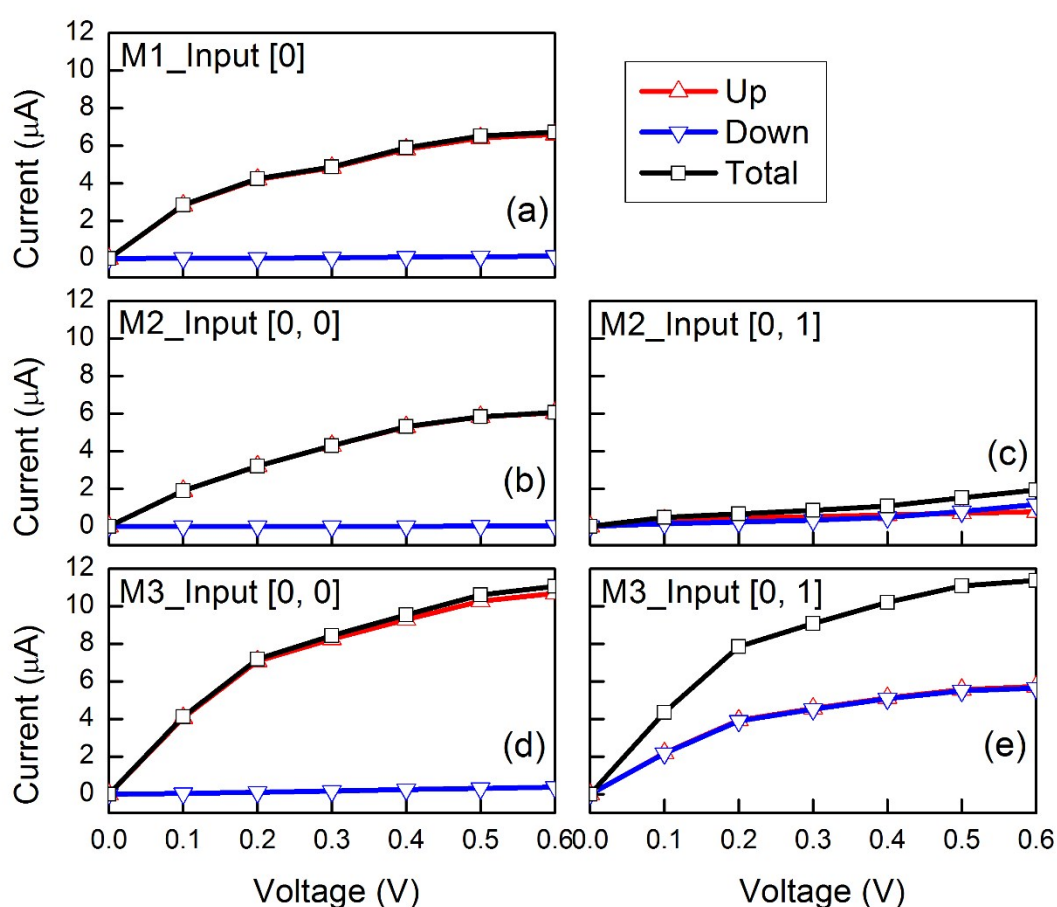 M1_Input [0]
12
10
8
6
4
2
0
Current (μA)
(a)
Up
Down
Total
M2_Input [0, 0]
12
10
8
6
4
2
0
Current (μA)
(b)
M2_Input [0, 1]
(c)
M3_Input [0, 0]
12
10
8
6
4
2
0
Current (μA)
(d)
M3_Input [0, 1]
(e)
0.0 0.1 0.2 0.3 0.4 0.5 0.6
0.1 0.2 0.3 0.4 0.5 0.6
Voltage (V)
Voltage (V)